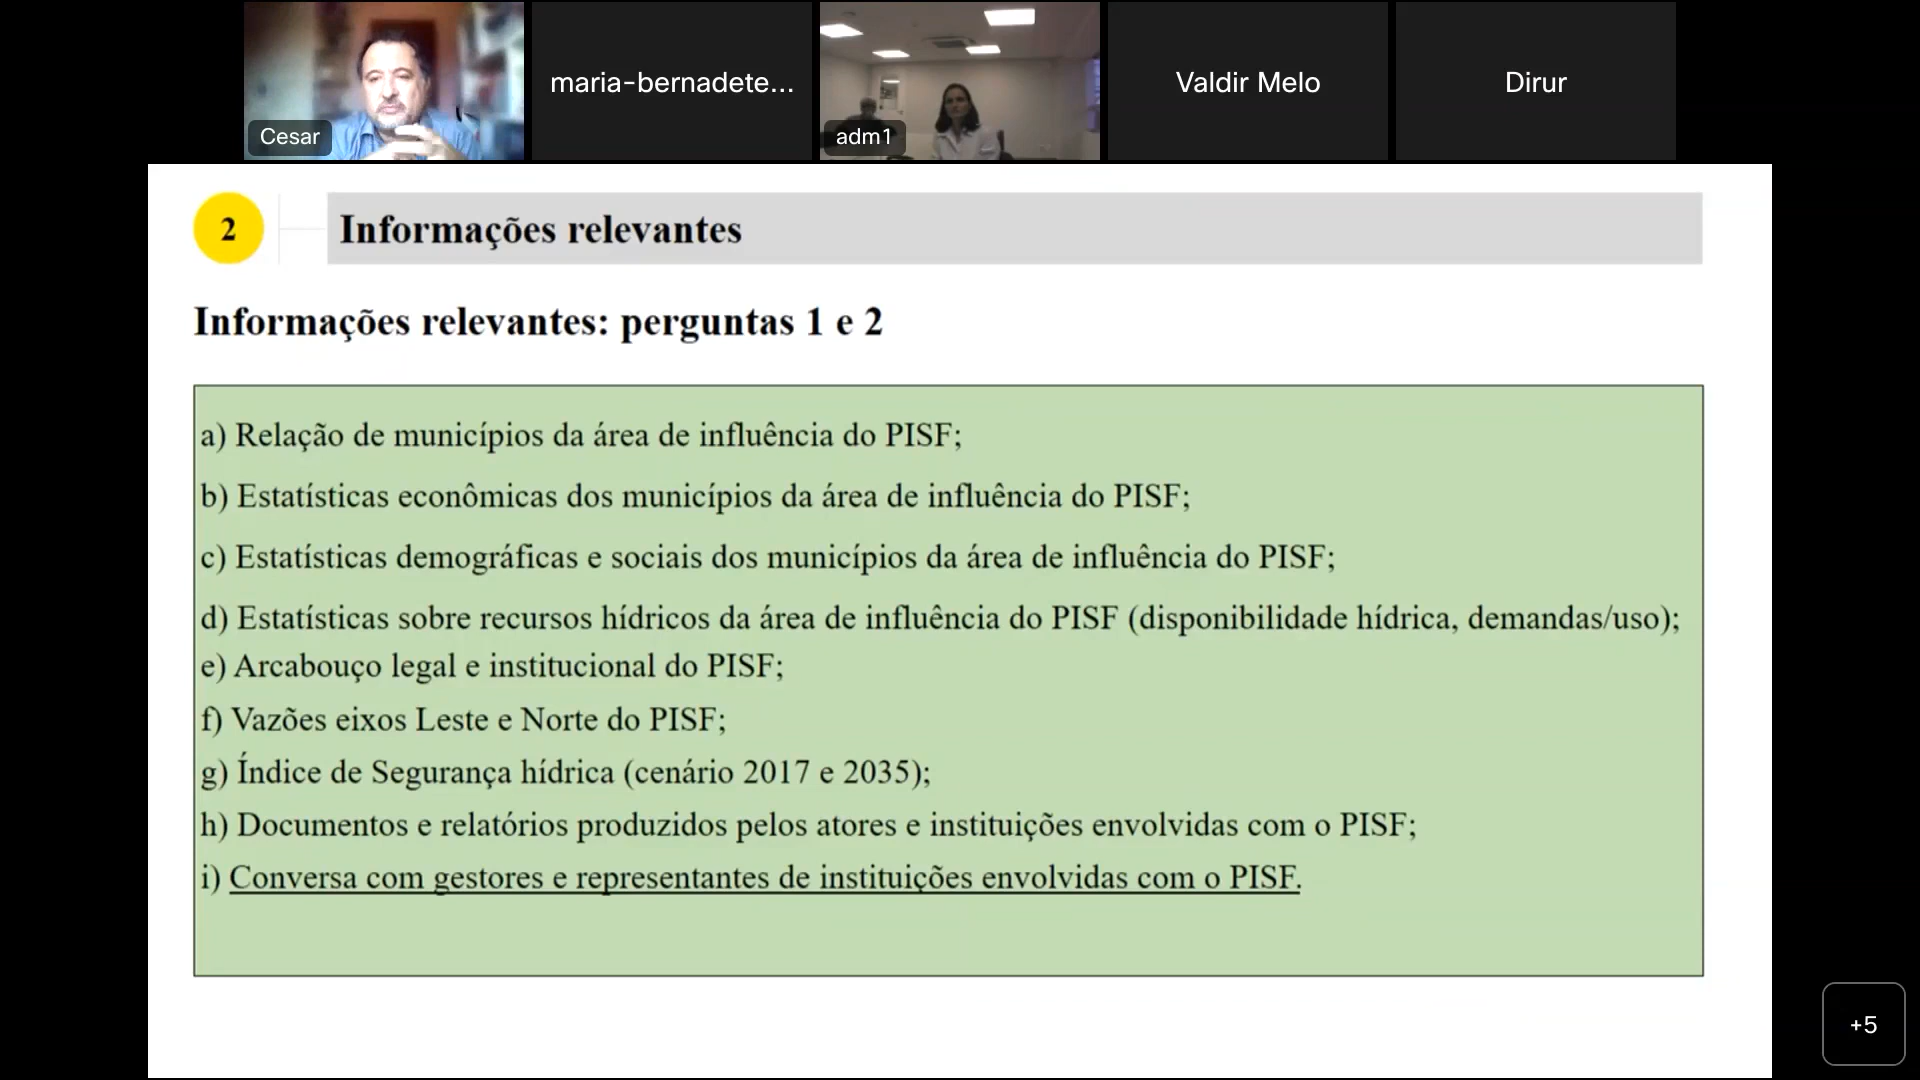 Cesar
maria-bernadete...
adm1
Valdir Melo
Dirur
2
Informações relevantes
Informações relevantes: perguntas 1 e 2
a) Relação de municípios da área de influência do PISF;
b) Estatísticas econômicas dos municípios da área de influência do PISF;
c) Estatísticas demográficas e sociais dos municípios da área de influência do PISF;
d) Estatísticas sobre recursos hídricos da área de influência do PISF (disponibilidade hídrica, demandas/uso);
e) Arcabouço legal e institucional do PISF;
f) Vazões eixos Leste e Norte do PISF;
g) Índice de Segurança hídrica (cenário 2017 e 2035);
h) Documentos e relatórios produzidos pelos atores e instituições envolvidas com o PISF;
i) Conversa com gestores e representantes de instituições envolvidas com o PISF.
+5